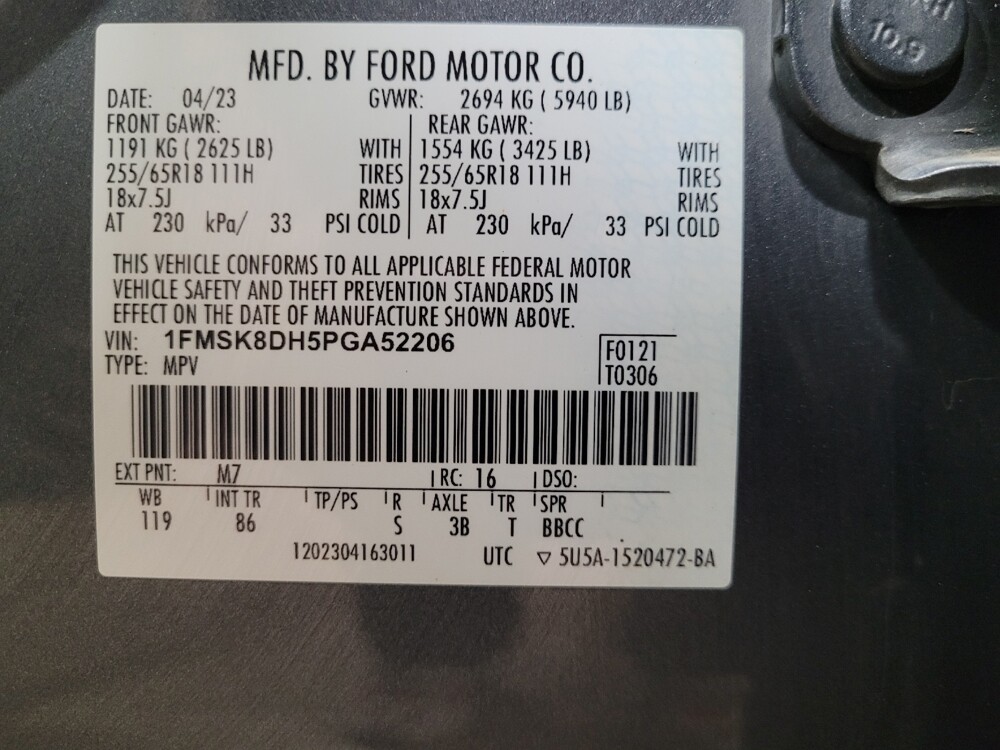 MFD. BY FORD MOTOR CO.
DATE: 04/23 GVWR: 2694 KG ( 5940 LB)
FRONT GAWR: REAR GAWR:
1191 KG ( 2625 LB) WITH 1554 KG ( 3425 LB) WITH
255/65R18 111H TIRES 255/65R18 111H TIRES
18x7.5J RIMS 18x7.5J RIMS
AT 230 kPa/ 33 PSI COLD AT 230 kPa/ 33 PSI COLD
THIS VEHICLE CONFORMS TO ALL APPLICABLE FEDERAL MOTOR
VEHICLE SAFETY AND THEFT PREVENTION STANDARDS IN
EFFECT ON THE DATE OF MANUFACTURE SHOWN ABOVE.
VIN: 1FMSK8DH5PGA52206
TYPE: MPV
F0121
T0306
EXT PNT: M7 RC: 16 DSO:
WB INT TR TP/PS R AXLE TR SPR
119 86 S 3B T BBCC
1202304163011 UTC ▽ 5U5A-1520472-BA
10.9